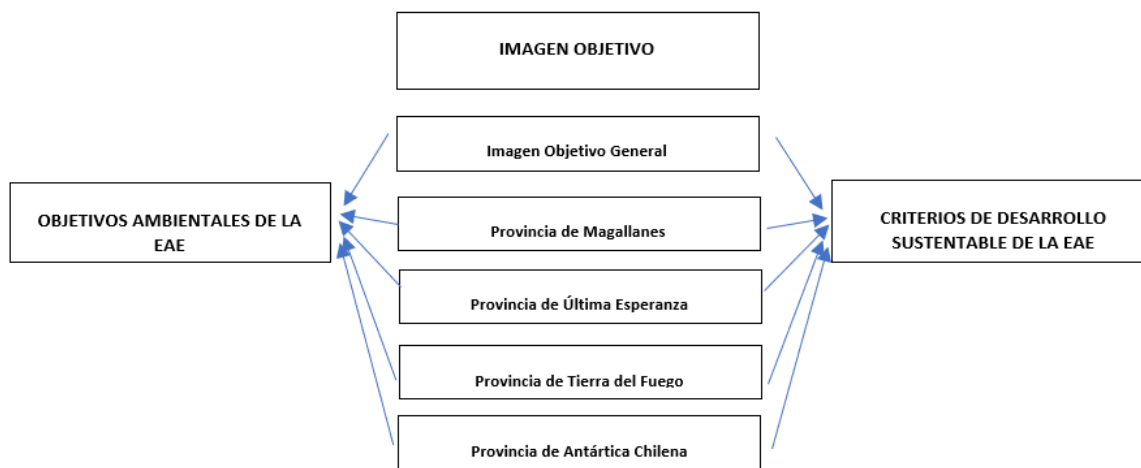 IMAGEN OBJETIVO
Imagen Objetivo General
OBJETIVOS AMBIENTALES DE LA
EAE
CRITERIOS DE DESARROLLO
SUSTENTABLE DE LA EAE
Provincia de Magallanes
Provincia de Última Esperanza
Provincia de Tierra del Fuego
Provincia de Antártica Chilena